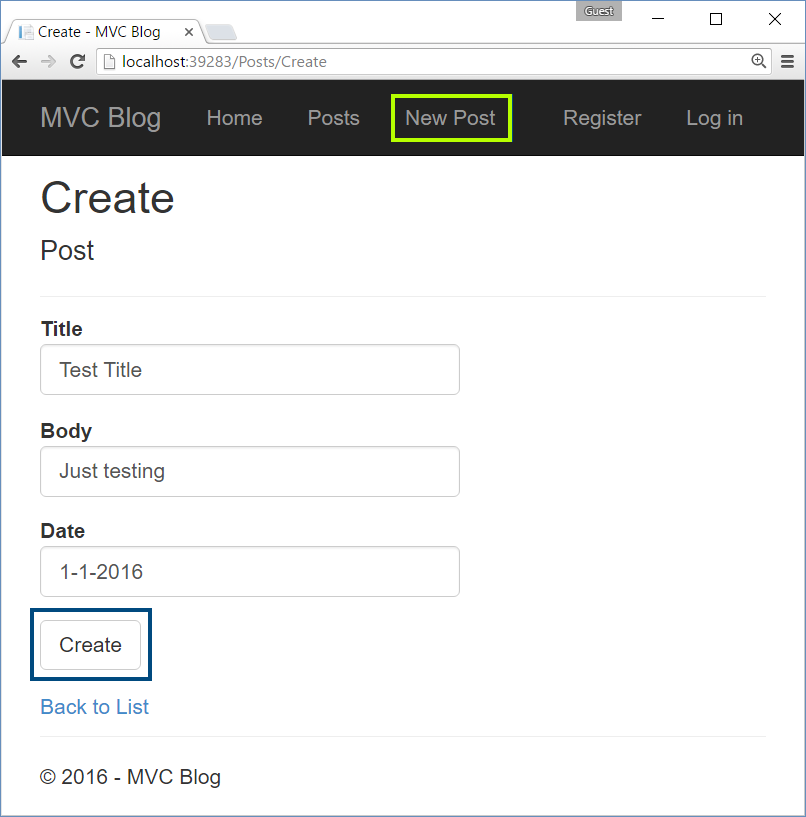 Guest
Create - MVC Blog
localhost:39283/Posts/Create
MVC Blog Home Posts New Post Register Log in
Create
Post
Title
Test Title
Body
Just testing
Date
1-1-2016
Create
Back to List
© 2016 - MVC Blog